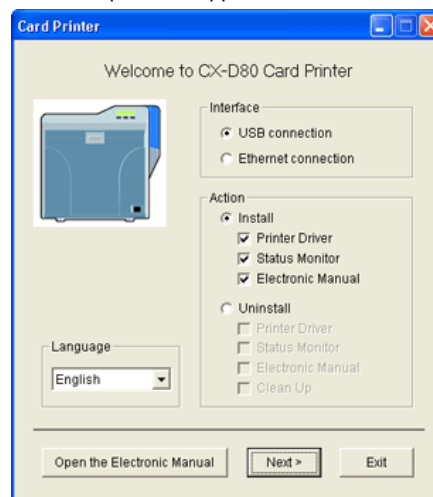 Card Printer
Welcome to CX-D80 Card Printer
Interface
USB connection
Ethernet connection
Action
Install
Printer Driver
Status Monitor
Electronic Manual
Uninstall
Printer Driver
Status Monitor
Electronic Manual
Clean Up
Language
English
Open the Electronic Manual
Next >
Exit